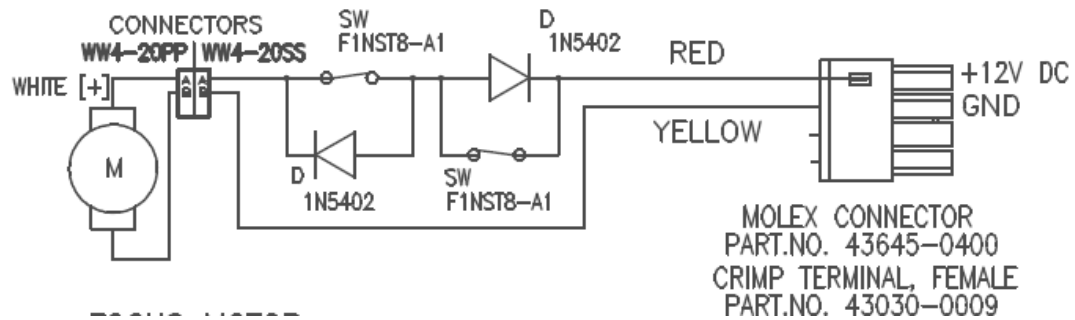 CONNECTORS
WW4-20PP WW4-20SS
WHITE [+]
A
B
A
B
M
SW
F1NST8-A1
D
1N5402
D
1N5402
SW
F1NST8-A1
RED
YELLOW
+12V DC
GND
MOLEX CONNECTOR
PART.NO. 43645-0400
CRIMP TERMINAL, FEMALE
PART.NO. 43030-0009